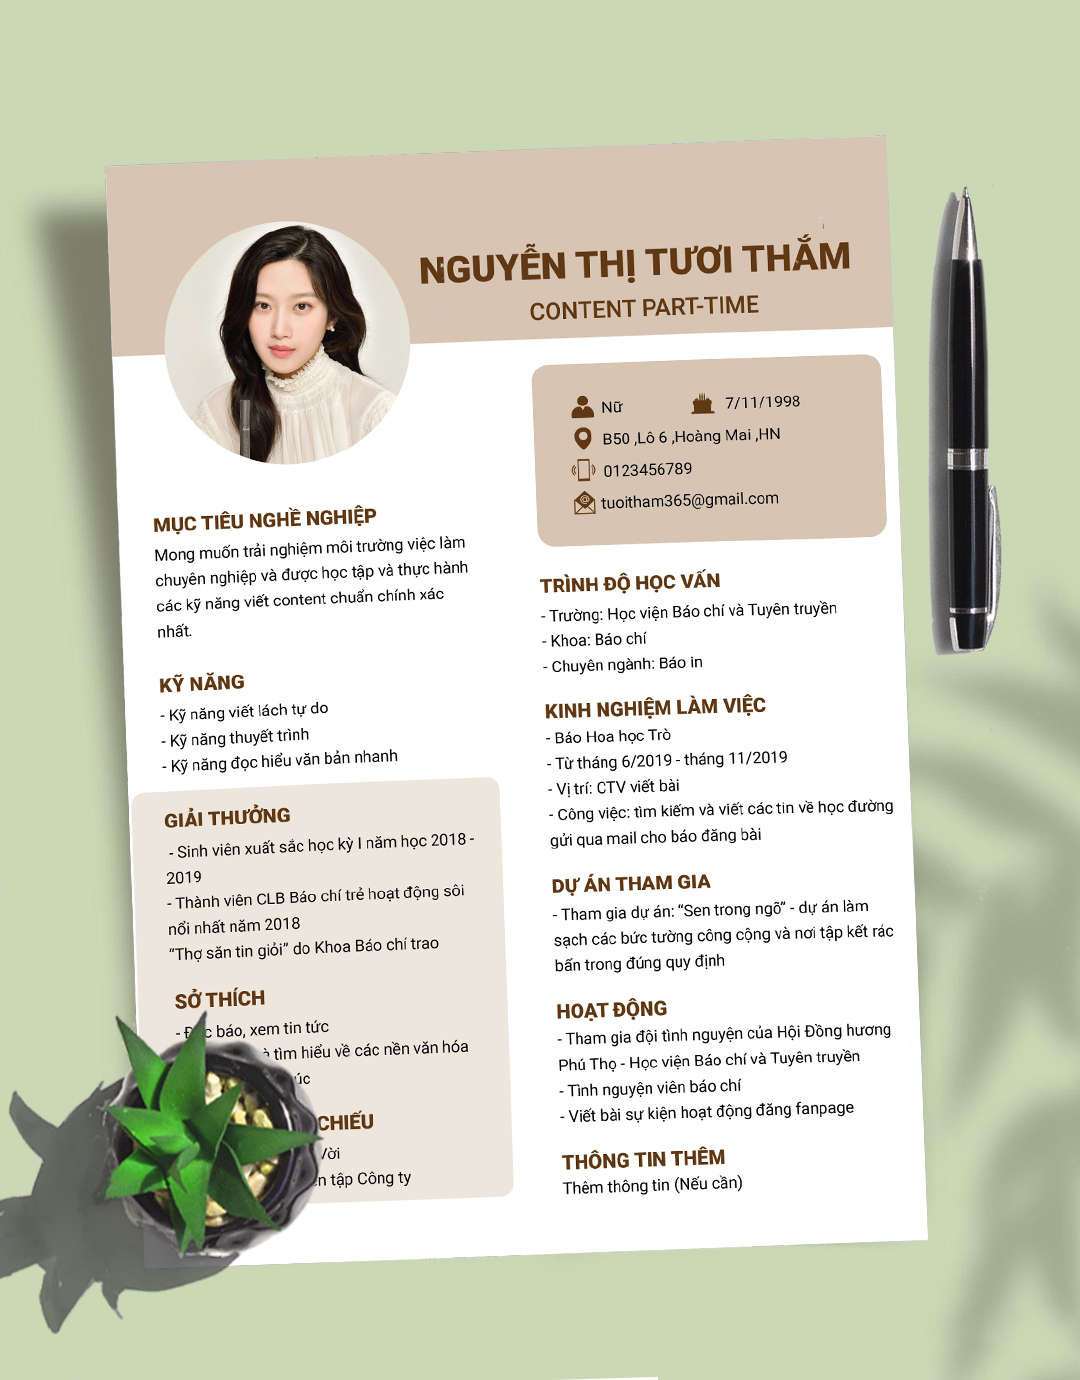 NGUYỄN THỊ TƯƠI THẮM
CONTENT PART-TIME
Nữ
7/11/1998
B50 ,Lô 6 ,Hoàng Mai ,HN
0123456789
tuoitham365@gmail.com
MỤC TIÊU NGHỀ NGHIỆP
Mong muốn trải nghiệm môi trường việc làm
chuyên nghiệp và được học tập và thực hành
các kỹ năng viết content chuẩn chính xác
nhất.
KỸ NĂNG
- Kỹ năng viết lách tự do
- Kỹ năng thuyết trình
- Kỹ năng đọc hiểu văn bản nhanh
GIẢI THƯỞNG
- Sinh viên xuất sắc học kỳ I năm học 2018 -
2019
- Thành viên CLB Báo chí trẻ hoạt động sôi
nổi nhất năm 2018
“Thợ săn tin giỏi” do Khoa Báo chí trao
SỞ THÍCH
- Đọc báo, xem tin tức
tìm hiểu về các nền văn hóa
CHIẾU
Vời
tập Công ty
TRÌNH ĐỘ HỌC VẤN
- Trường: Học viện Báo chí và Tuyên truyền
- Khoa: Báo chí
- Chuyên ngành: Báo in
KINH NGHIỆM LÀM VIỆC
- Báo Hoa học Trò
- Từ tháng 6/2019 - tháng 11/2019
- Vị trí: CTV viết bài
- Công việc: tìm kiếm và viết các tin về học đường
gửi qua mail cho báo đăng bài
DỰ ÁN THAM GIA
- Tham gia dự án: “Sen trong ngõ” - dự án làm
sạch các bức tường công cộng và nơi tập kết rác
bẩn trong đúng quy định
HOẠT ĐỘNG
- Tham gia đội tình nguyện của Hội Đồng hương
Phú Thọ - Học viện Báo chí và Tuyên truyền
- Tình nguyện viên báo chí
- Viết bài sự kiện hoạt động đăng fanpage
THÔNG TIN THÊM
Thêm thông tin (Nếu cần)